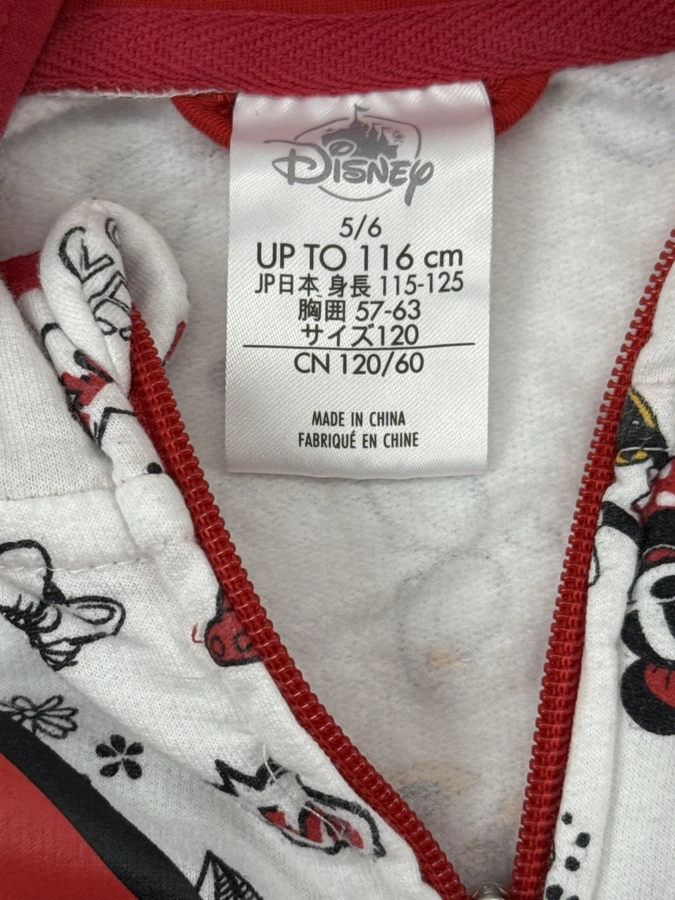 Disney
5/6
UP TO 116 cm
JP日本 身長 115-125
胸囲 57-63
サイズ120
CN 120/60
MADE IN CHINA
FABRIQUÉ EN CHINE